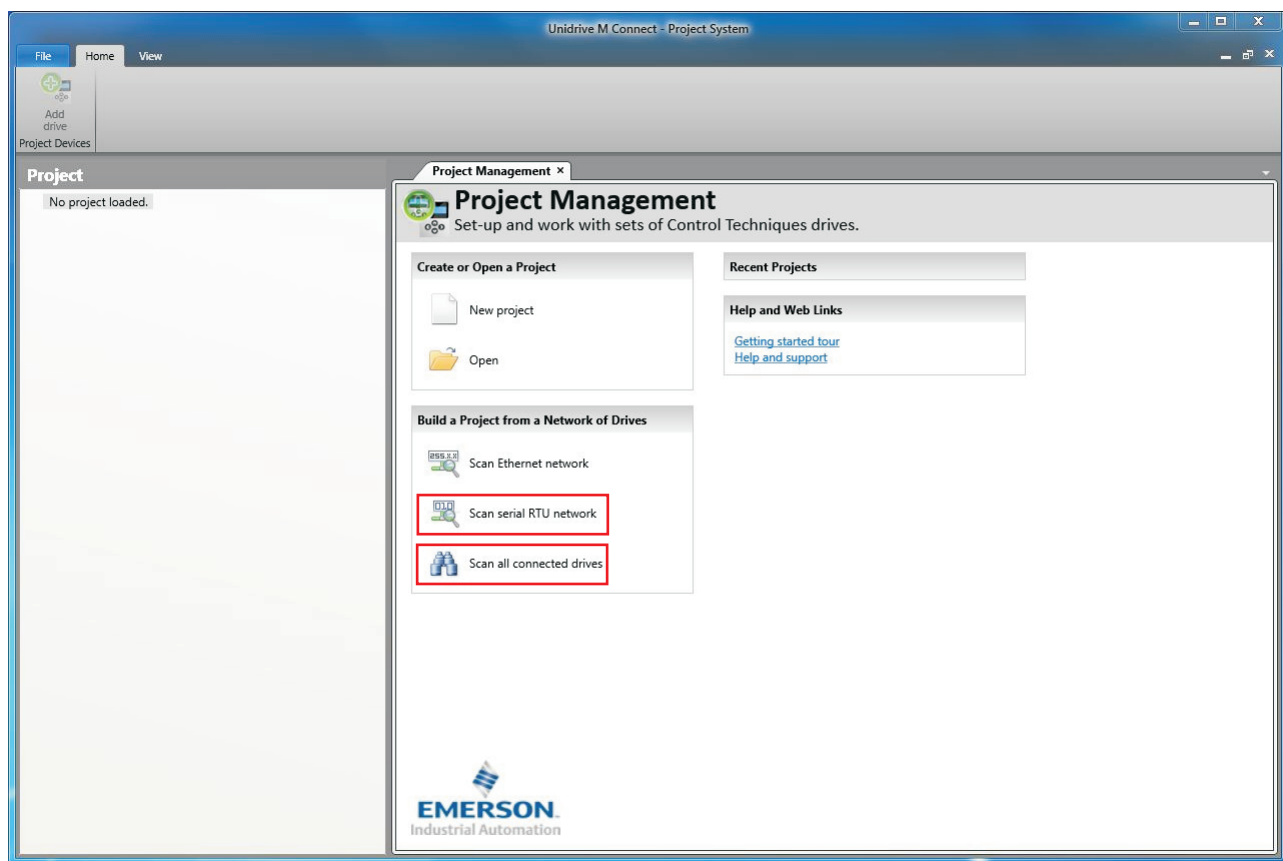 Unidrive M Connect - Project System
File Home View
Add
drive
Project Devices
Project
No project loaded.
Project Management ×
Project Management
Set-up and work with sets of Control Techniques drives.
Create or Open a Project
New project
Open
Recent Projects
Help and Web Links
Getting started tour
Help and support
Build a Project from a Network of Drives
255.X.X
Scan Ethernet network
010
Scan serial RTU network
Scan all connected drives
EMERSON.
Industrial Automation